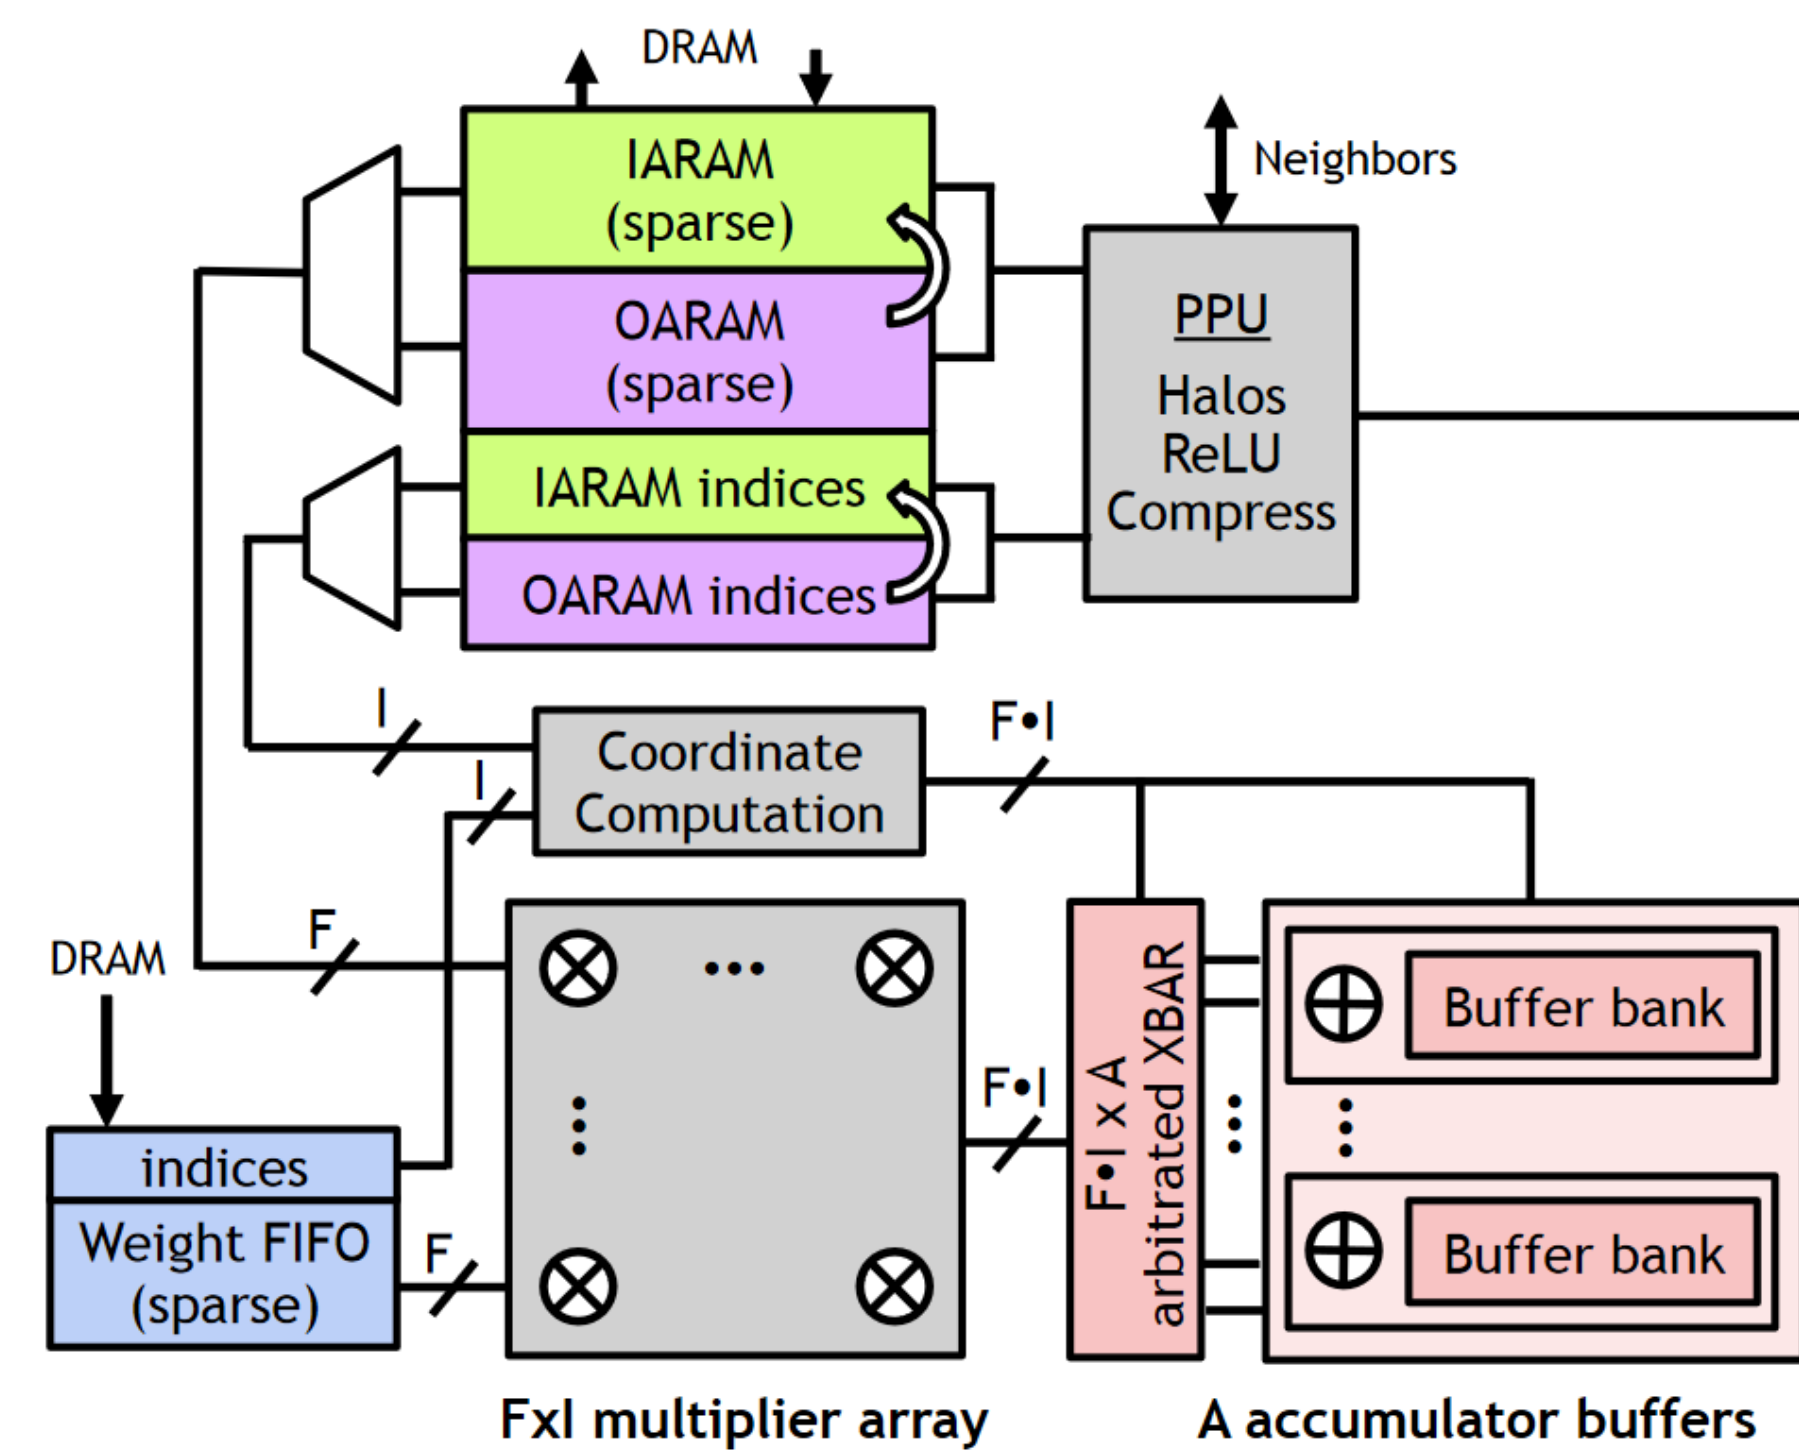 DRAM
IARAM
(sparse)
OARAM
(sparse)
IARAM indices
OARAM indices
Neighbors
PPU
Halos
ReLU
Compress
I
I
Coordinate
Computation
F•I
F
DRAM
indices
Weight FIFO
(sparse)
F
F•I
F•I x A
arbitrated XBAR
Buffer bank
Buffer bank
FxI multiplier array
A accumulator buffers